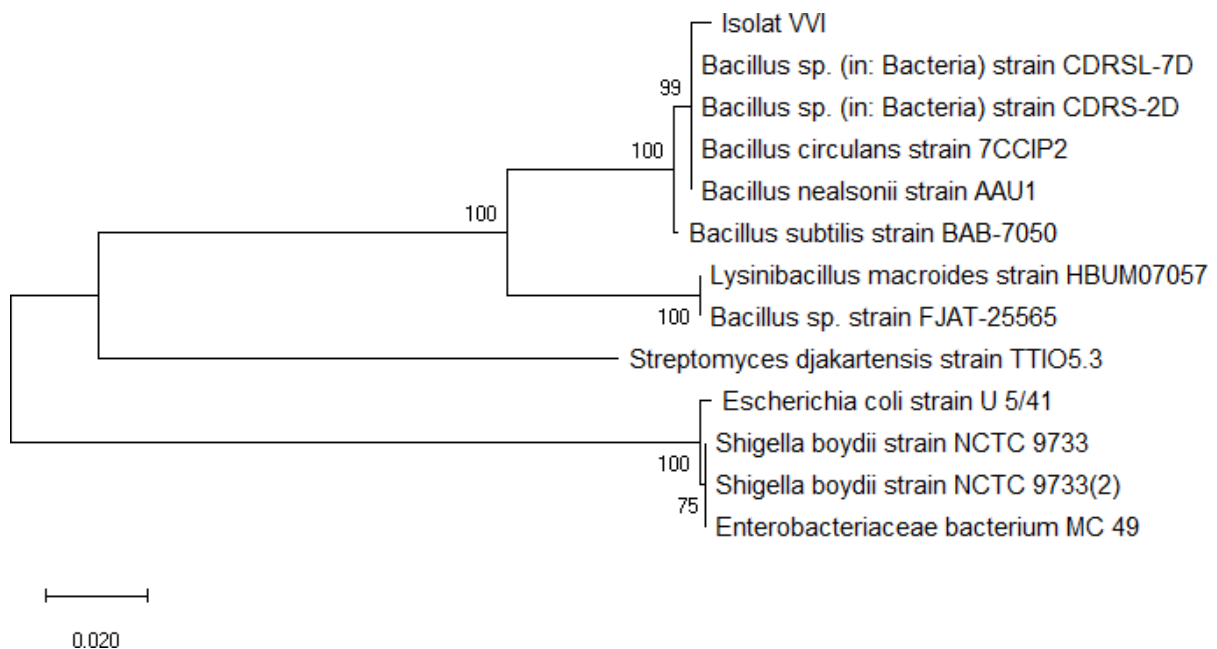 Isolat VVI
Bacillus sp. (in: Bacteria) strain CDRSL-7D
99
Bacillus sp. (in: Bacteria) strain CDRS-2D
100
Bacillus circulans strain 7CCIP2
Bacillus nealsonii strain AAU1
100
Bacillus subtilis strain BAB-7050
Lysinibacillus macroides strain HBUM07057
100
Bacillus sp. strain FJAT-25565
Streptomyces djakartensis strain TTIO5.3
Escherichia coli strain U 5/41
Shigella boydii strain NCTC 9733
100
Shigella boydii strain NCTC 9733(2)
75
Enterobacteriaceae bacterium MC 49
0.020